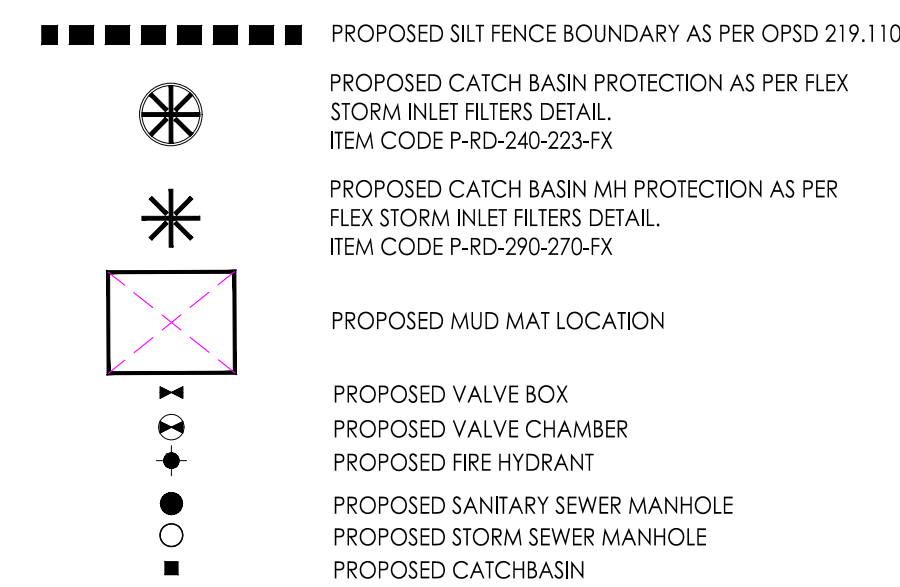 PROPOSED SILT FENCE BOUNDARY AS PER OPSD 219.110
PROPOSED CATCH BASIN PROTECTION AS PER FLEX
STORM INLET FILTERS DETAIL.
ITEM CODE P-RD-240-223-FX
PROPOSED CATCH BASIN MH PROTECTION AS PER
FLEX STORM INLET FILTERS DETAIL.
ITEM CODE P-RD-290-270-FX
PROPOSED MUD MAT LOCATION
PROPOSED VALVE BOX
PROPOSED VALVE CHAMBER
PROPOSED FIRE HYDRANT
PROPOSED SANITARY SEWER MANHOLE
PROPOSED STORM SEWER MANHOLE
PROPOSED CATCHBASIN